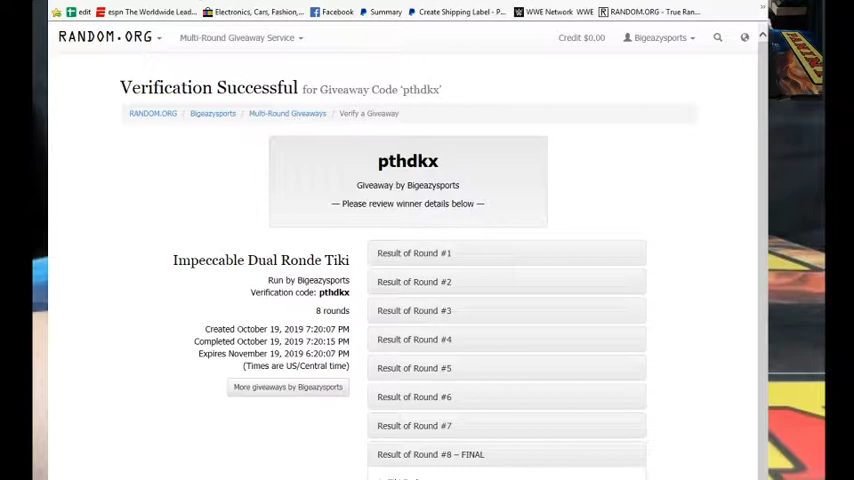 edit espn The Worldwide Lead... Electronics, Cars, Fashion,... Facebook Summary Create Shipping Label - P... WWE Network WWE RANDOM.ORG - True Ran...
RANDOM.ORG Multi-Round Giveaway Service Credit $0.00 Bigeazysports
Verification Successful for Giveaway Code ‘pthdkx’
RANDOM.ORG / Bigeazysports / Multi-Round Giveaways / Verify a Giveaway
pthdkx
Giveaway by Bigeazysports
— Please review winner details below —
Impeccable Dual Ronde Tiki
Run by Bigeazysports
Verification code: pthdkx
8 rounds
Created October 19, 2019 7:20:07 PM
Completed October 19, 2019 7:20:15 PM
Expires November 19, 2019 6:20:07 PM
(Times are US/Central time)
More giveaways by Bigeazysports
Result of Round #1
Result of Round #2
Result of Round #3
Result of Round #4
Result of Round #5
Result of Round #6
Result of Round #7
Result of Round #8 – FINAL